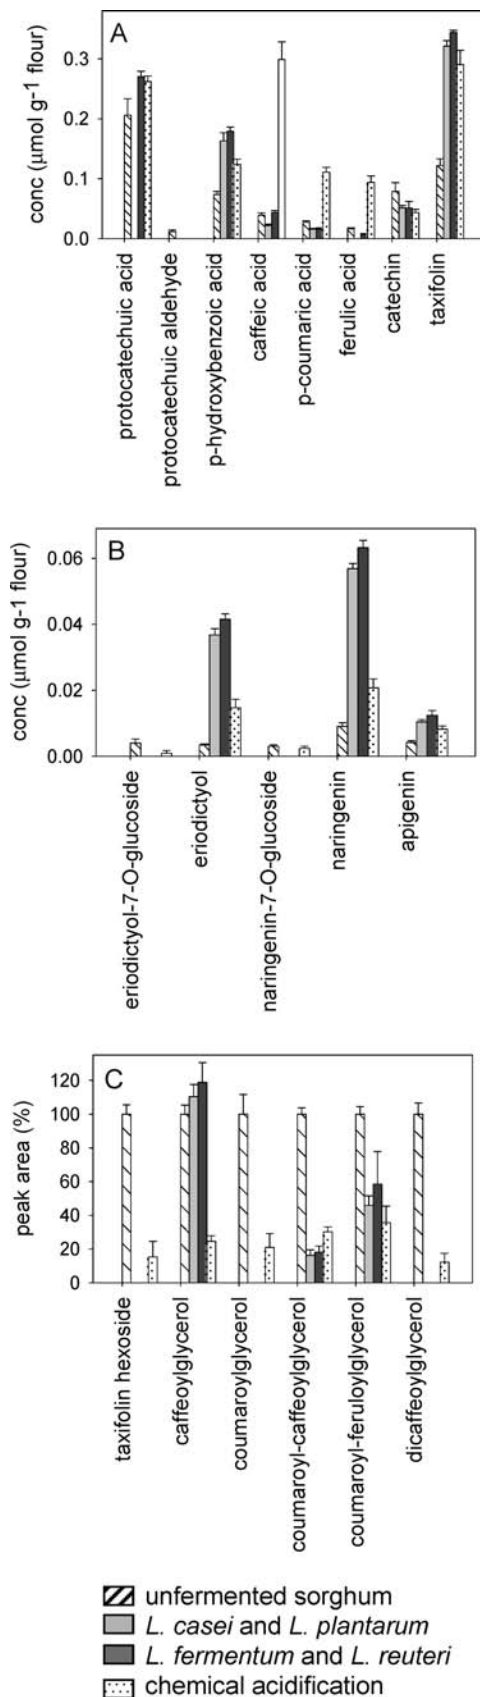 A
conc (μmol g-1 flour)
0.3
0.2
0.1
0.0
protocatechuic acid
protocatechuic aldehyde
p-hydroxybenzoic acid
caffeic acid
p-coumaric acid
ferulic acid
catechin
taxifolin
B
conc (μmol g-1 flour)
0.06
0.04
0.02
0.00
eriodictyol-7-O-glucoside
eriodictyol
naringenin-7-O-glucoside
naringenin
apigenin
C
peak area (%)
120
100
80
60
40
20
0
taxifolin hexoside
caffeoylglycerol
coumaroylglycerol
coumaroyl-caffeoylglycerol
coumaroyl-feruloylglycerol
dicaffeoylglycerol
unfermented sorghum
L. casei and L. plantarum
L. fermentum and L. reuteri
chemical acidification